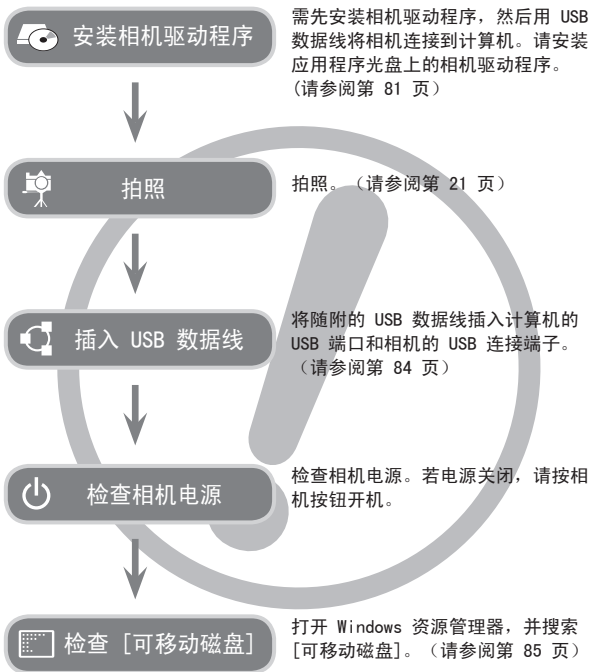 安装相机驱动程序
需先安装相机驱动程序，然后用 USB
数据线将相机连接到计算机。请安装
应用程序光盘上的相机驱动程序。
(请参阅第 81 页)
拍照
拍照。（请参阅第 21 页）
插入 USB 数据线
将随附的 USB 数据线插入计算机的
USB 端口和相机的 USB 连接端子。
（请参阅第 84 页）
检查相机电源
检查相机电源。若电源关闭，请按相
机按钮开机。
检查 [可移动磁盘]
打开 Windows 资源管理器，并搜索
[可移动磁盘]。（请参阅第 85 页）